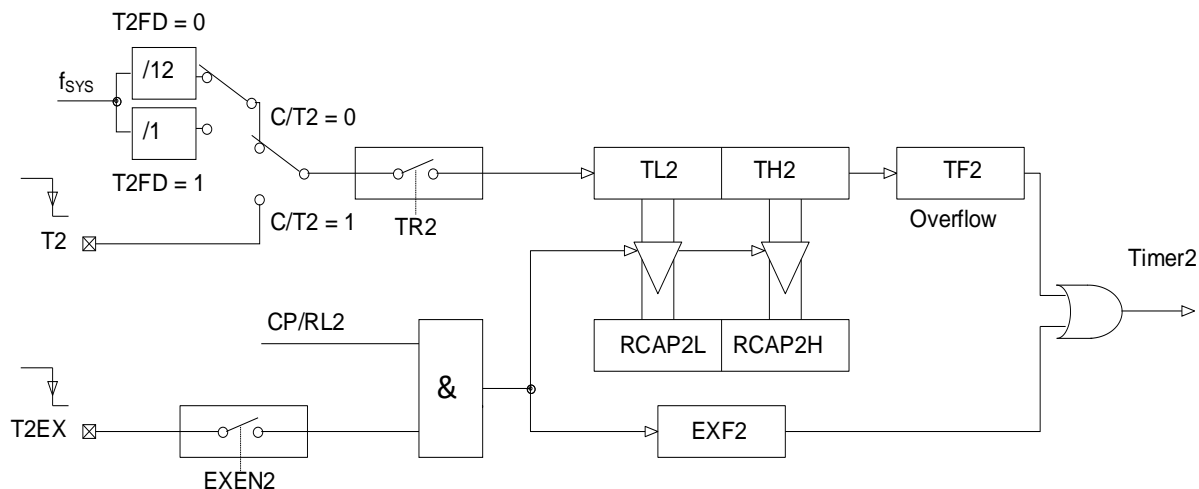 T2FD = 0
/12
fSYS
C/T2 = 0
/1
T2FD = 1
TL2
TH2
TF2
C/T2 = 1
TR2
Overflow
T2
Timer2
CP/RL2
RCAP2L
RCAP2H
&
T2EX
EXF2
EXEN2